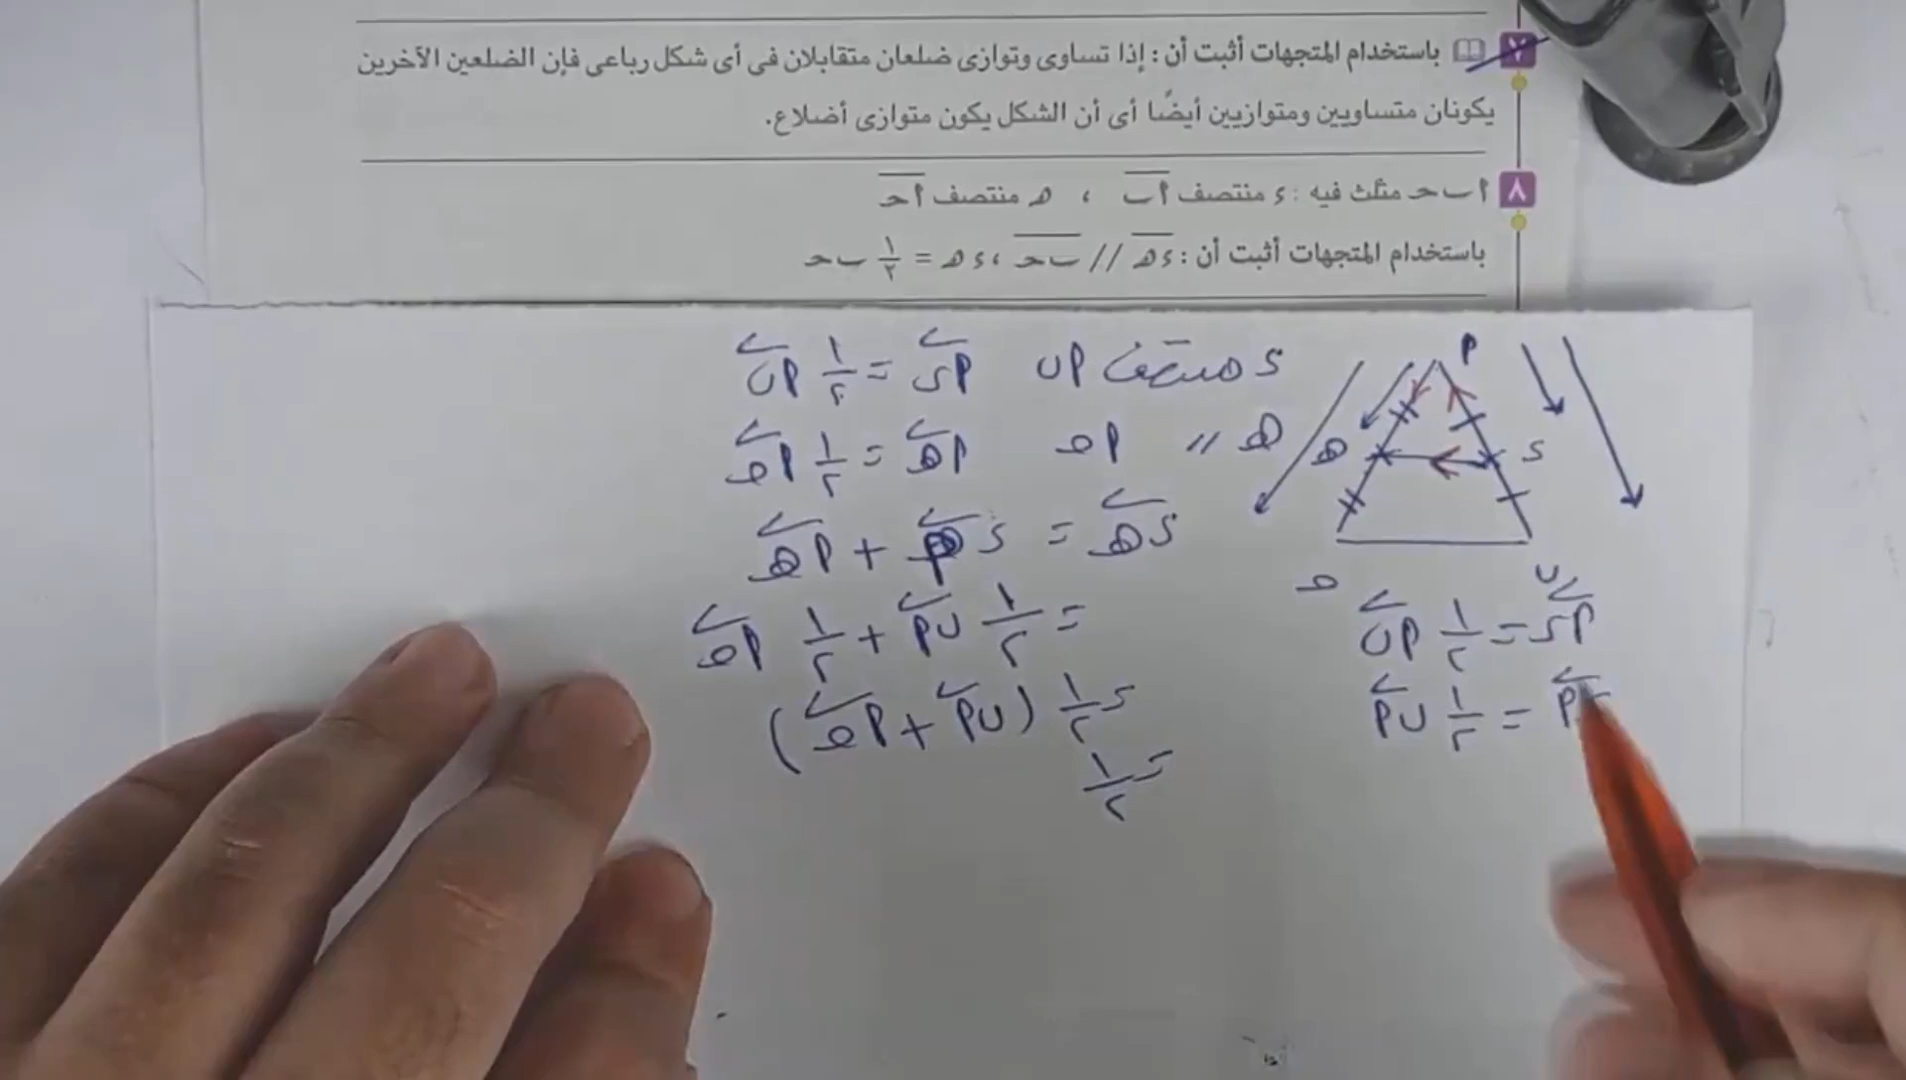 ٧ باستخدام المتجهات أثبت أن : إذا تساوى وتوازى ضلعان متقابلان فى أى شكل رباعى فإن الضلعين الآخرين
يكونان متساويين ومتوازيين أيضًا أى أن الشكل يكون متوازى أضلاع.
٨ ا ب حـ مثلث فيه : ء منتصف ا ب ، هـ منتصف ا حـ
باستخدام المتجهات أثبت أن : ء هـ // ب حـ ، ء هـ = ١/٢ ب حـ
ء منتصف ا ب ا ء = ١/٢ ا ب
هـ " ا حـ ا هـ = ١/٢ ا حـ
ء هـ = ء ا + ا هـ
= ١/٢ ب ا + ١/٢ ا حـ
= ١/٢ (ب ا + ا حـ)
= ١/٢
ا
ء هـ
ب حـ
ا ء = ١/٢ ا ب
ء ا = ١/٢ ب ا